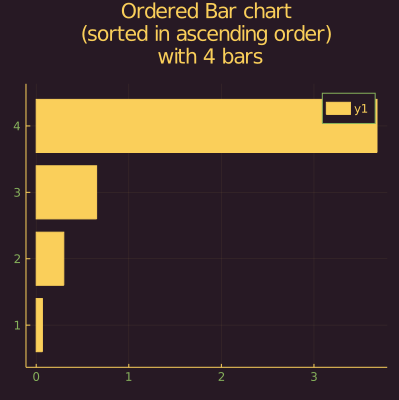 Ordered Bar chart
(sorted in ascending order)
with 4 bars
y1
4
3
2
1
0 1 2 3